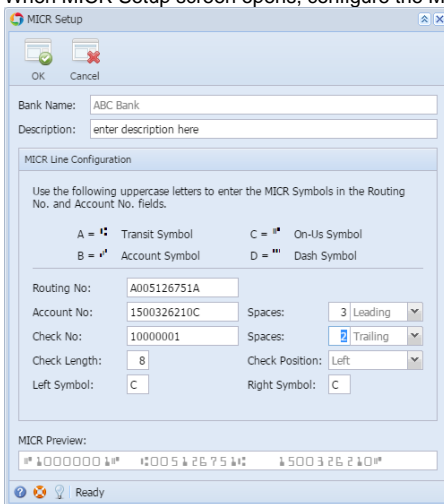 When MICR Setup screen opens, configure the M
MICR Setup
OK Cancel
Bank Name: ABC Bank
Description: enter description here
MICR Line Configuration
Use the following uppercase letters to enter the MICR Symbols in the Routing
No. and Account No. fields.
A = ⑆ Transit Symbol C = ⑈ On-Us Symbol
B = ⑇ Account Symbol D = ⑉ Dash Symbol
Routing No: A005126751A
Account No: 1500326210C Spaces: 3 Leading
Check No: 10000001 Spaces: 2 Trailing
Check Length: 8 Check Position: Left
Left Symbol: C Right Symbol: C
MICR Preview:
⑈10000001⑈ ⑆005126751⑆ 1500326210⑈
Ready